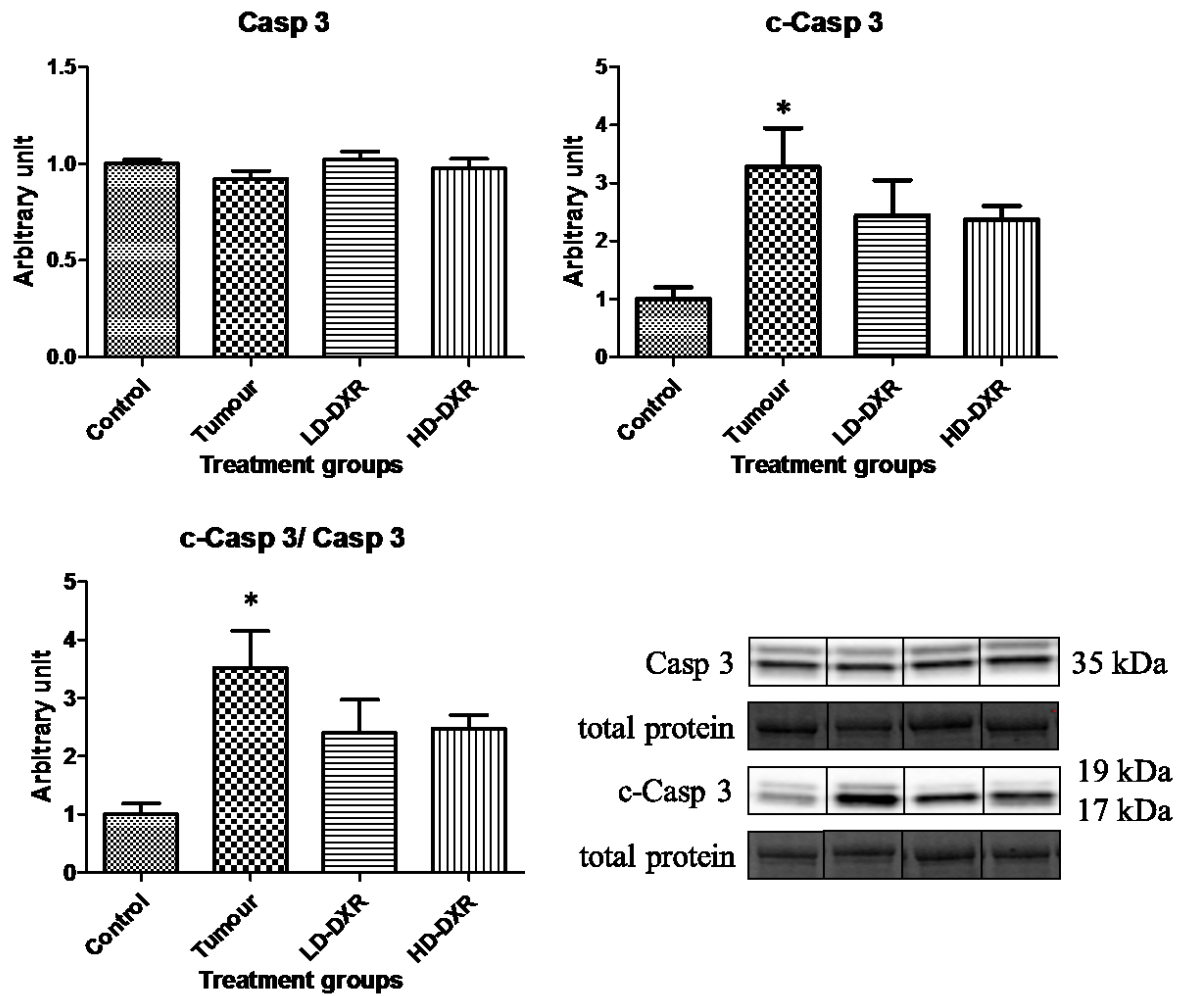 Casp 3
Arbitrary unit
1.5
1.0
0.5
0.0
Control
Tumour
LD-DXR
HD-DXR
Treatment groups
c-Casp 3
Arbitrary unit
5
4
3
2
1
0
*
Control
Tumour
LD-DXR
HD-DXR
Treatment groups
c-Casp 3/ Casp 3
Arbitrary unit
5
4
3
2
1
0
*
Control
Tumour
LD-DXR
HD-DXR
Treatment groups
Casp 3
35 kDa
total protein
c-Casp 3
19 kDa
17 kDa
total protein